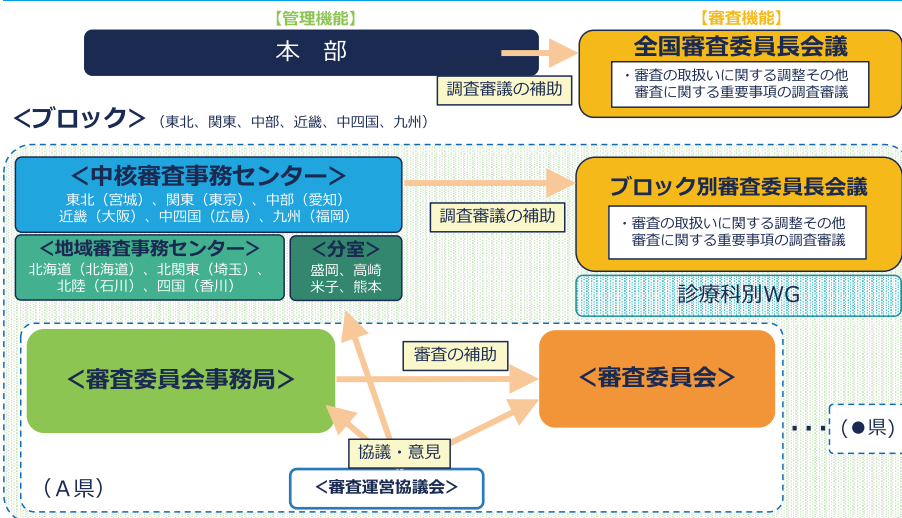 【管理機能】
【審査機能】
本 部
全国審査委員長会議
・審査の取扱いに関する調整その他
審査に関する重要事項の調査審議
調査審議の補助
<ブロック>（東北、関東、中部、近畿、中四国、九州）
<中核審査事務センター>
東北（宮城）、関東（東京）、中部（愛知）
近畿（大阪）、中四国（広島）、九州（福岡）
ブロック別審査委員長会議
・審査の取扱いに関する調整その他
審査に関する重要事項の調査審議
調査審議の補助
<地域審査事務センター>
北海道（北海道）、北関東（埼玉）、
北陸（石川）、四国（香川）
<分室>
盛岡、高崎
米子、熊本
診療科別WG
<審査委員会事務局>
審査の補助
<審査委員会>
…
（●県）
協議・意見
<審査運営協議会>
（A県）